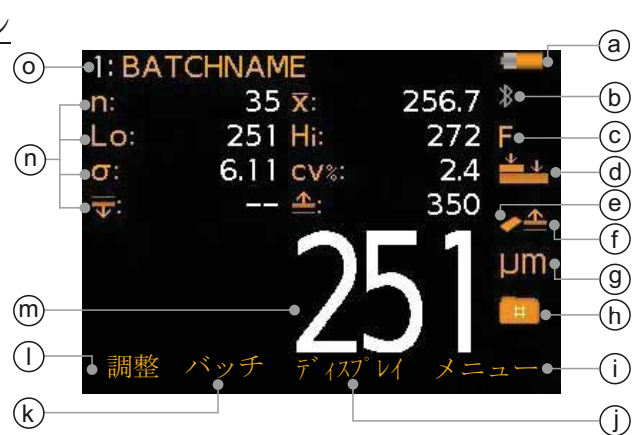 1: BATCHNAME
n: 35 x̄: 256.7
Lo: 251 Hi: 272 F
σ: 6.11 cv%: 2.4
: -- : 350
251
µm
#
調整 バッチ ディスプレイ メニュー
a
b
c
d
e
f
g
h
i
j
k
l
m
n
o